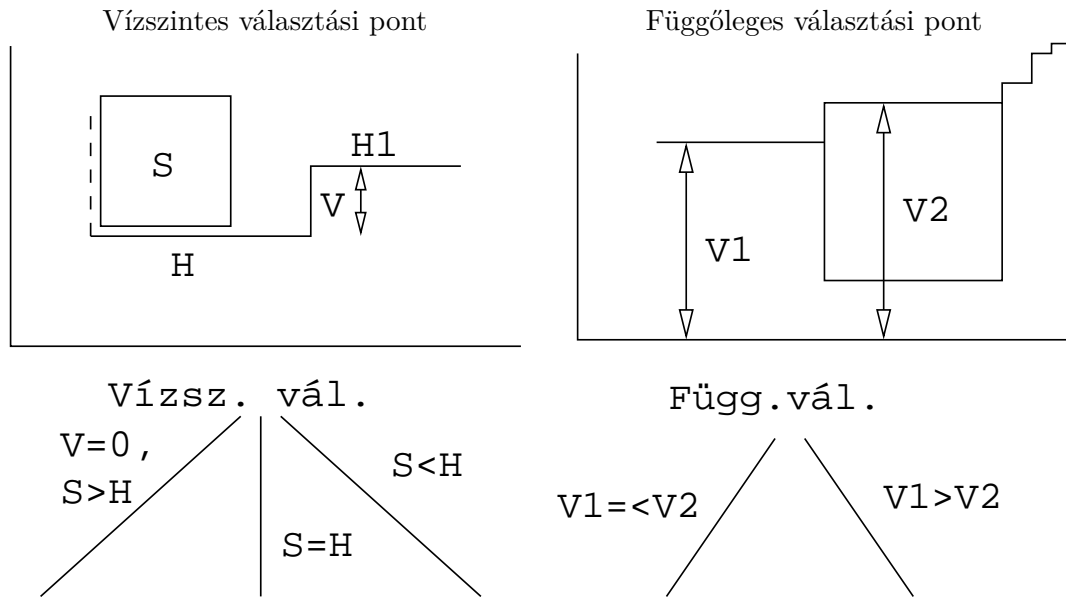 Vízszintes választási pont
Függőleges választási pont
S
H1
V
H
V1
V2
Vízsz. vál.
V=0,
S>H
S=H
S<H
Függ.vál.
V1=<V2
V1>V2